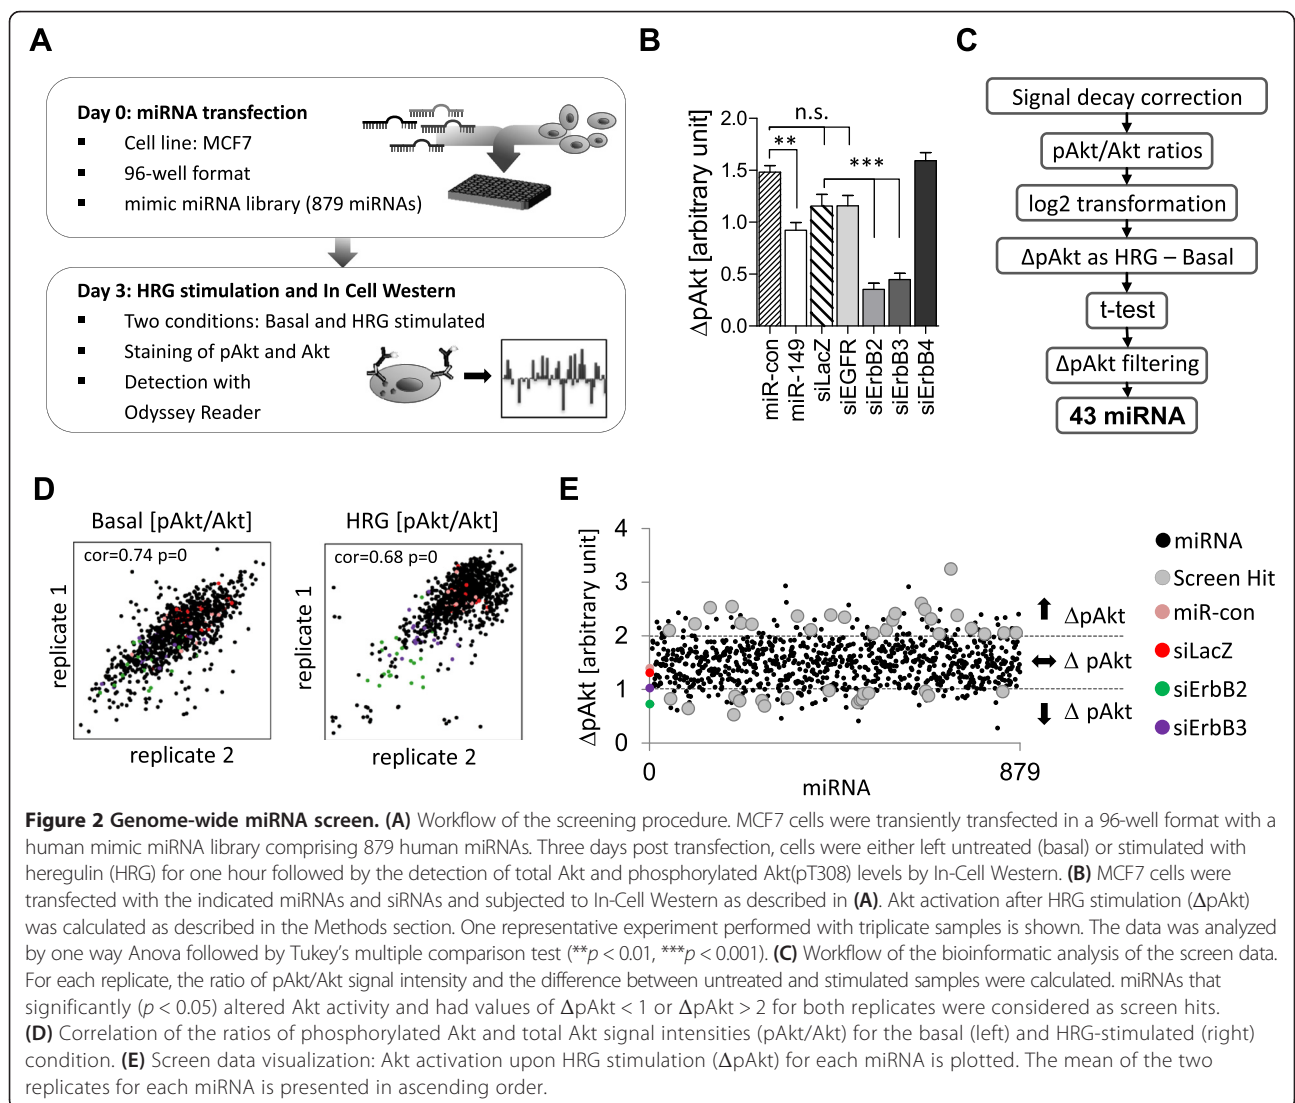 A
Day 0: miRNA transfection
▪ Cell line: MCF7
▪ 96-well format
▪ mimic miRNA library (879 miRNAs)
Day 3: HRG stimulation and In Cell Western
▪ Two conditions: Basal and HRG stimulated
▪ Staining of pAkt and Akt
▪ Detection with
Odyssey Reader
B
ΔpAkt [arbitrary unit]
2.0
1.5
1.0
0.5
0.0
n.s.
**
***
miR-con
miR-149
siLacZ
siEGFR
siErbB2
siErbB3
siErbB4
C
Signal decay correction
pAkt/Akt ratios
log2 transformation
ΔpAkt as HRG – Basal
t-test
ΔpAkt filtering
43 miRNA
D
Basal [pAkt/Akt]
cor=0.74 p=0
replicate 1
replicate 2
HRG [pAkt/Akt]
cor=0.68 p=0
replicate 1
replicate 2
E
ΔpAkt [arbitrary unit]
4
3
2
1
0
0
879
miRNA
ΔpAkt
Δ pAkt
Δ pAkt
miRNA
Screen Hit
miR-con
siLacZ
siErbB2
siErbB3
Figure 2 Genome-wide miRNA screen. (A) Workflow of the screening procedure. MCF7 cells were transiently transfected in a 96-well format with a
human mimic miRNA library comprising 879 human miRNAs. Three days post transfection, cells were either left untreated (basal) or stimulated with
heregulin (HRG) for one hour followed by the detection of total Akt and phosphorylated Akt(pT308) levels by In-Cell Western. (B) MCF7 cells were
transfected with the indicated miRNAs and siRNAs and subjected to In-Cell Western as described in (A). Akt activation after HRG stimulation (ΔpAkt)
was calculated as described in the Methods section. One representative experiment performed with triplicate samples is shown. The data was analyzed
by one way Anova followed by Tukey's multiple comparison test (**p < 0.01, ***p < 0.001). (C) Workflow of the bioinformatic analysis of the screen data.
For each replicate, the ratio of pAkt/Akt signal intensity and the difference between untreated and stimulated samples were calculated. miRNAs that
significantly (p < 0.05) altered Akt activity and had values of ΔpAkt < 1 or ΔpAkt > 2 for both replicates were considered as screen hits.
(D) Correlation of the ratios of phosphorylated Akt and total Akt signal intensities (pAkt/Akt) for the basal (left) and HRG-stimulated (right)
condition. (E) Screen data visualization: Akt activation upon HRG stimulation (ΔpAkt) for each miRNA is plotted. The mean of the two
replicates for each miRNA is presented in ascending order.